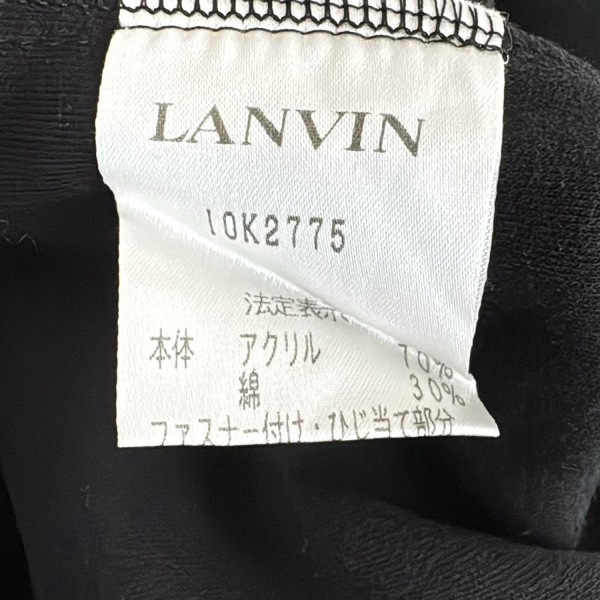 LANVIN
10K2775
法定表示
本体 アクリル 70%
綿 30%
ファスナー付け・ひじ当て部分